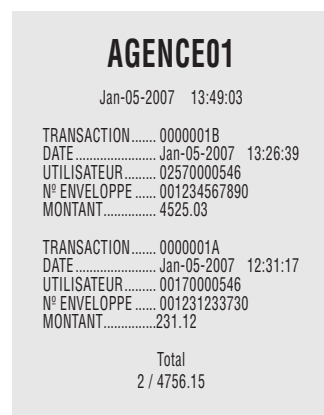 AGENCE01
Jan-05-2007 13:49:03
TRANSACTION....... 0000001B
DATE....................... Jan-05-2007 13:26:39
UTILISATEUR......... 02570000546
Nº ENVELOPPE ...... 001234567890
MONTANT............... 4525.03
TRANSACTION....... 0000001A
DATE....................... Jan-05-2007 12:31:17
UTILISATEUR......... 00170000546
Nº ENVELOPPE ...... 001231233730
MONTANT...............231.12
Total
2 / 4756.15